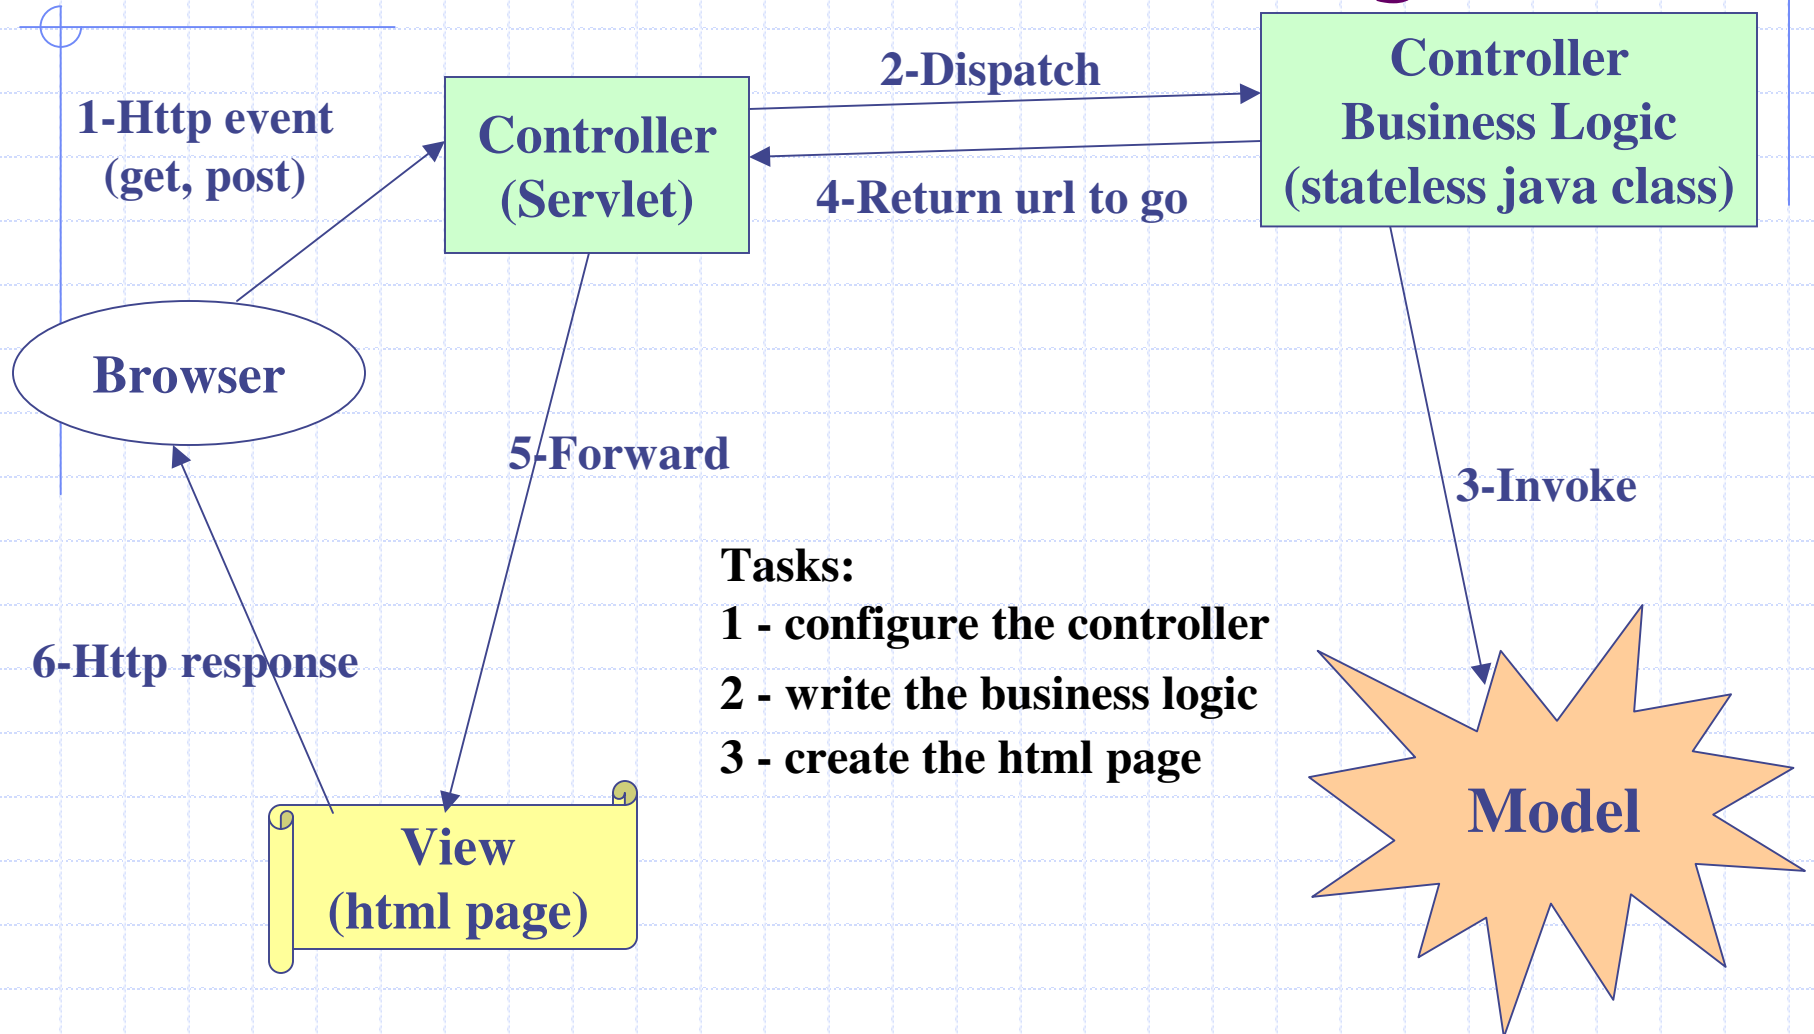 1-Http event
(get, post)
Controller
(Servlet)
2-Dispatch
4-Return url to go
Controller
Business Logic
(stateless java class)
Browser
5-Forward
3-Invoke
6-Http response
Tasks:
1 - configure the controller
2 - write the business logic
3 - create the html page
View
(html page)
Model